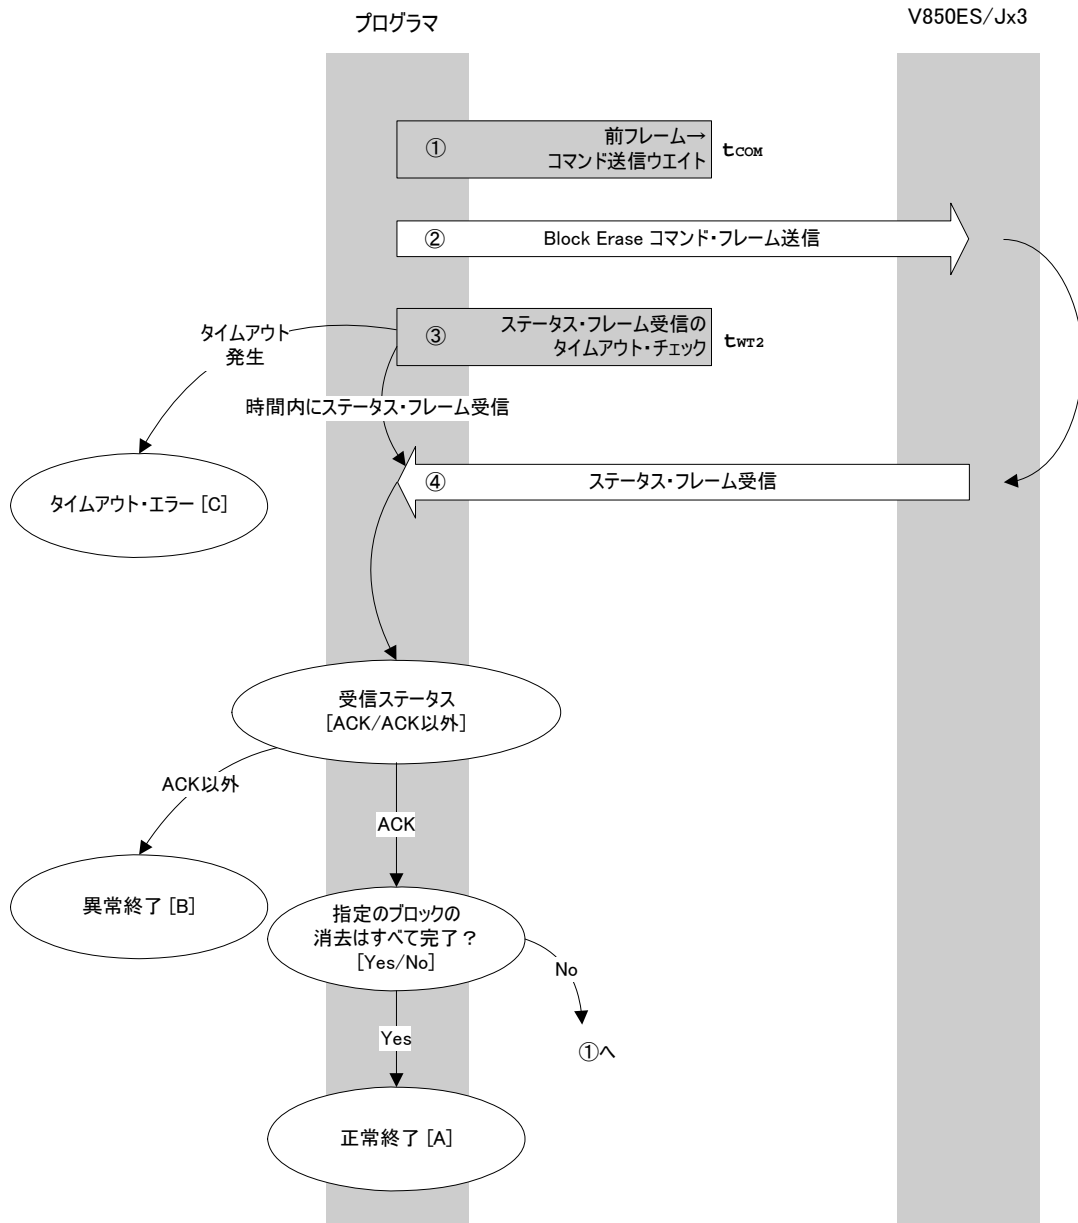 プログラマ
V850ES/Jx3
①
前フレーム→
コマンド送信ウエイト
tCOM
②
Block Erase コマンド・フレーム送信
③
ステータス・フレーム受信の
タイムアウト・チェック
tWT2
タイムアウト
発生
時間内にステータス・フレーム受信
タイムアウト・エラー [C]
④
ステータス・フレーム受信
受信ステータス
[ACK/ACK以外]
ACK以外
ACK
異常終了 [B]
指定のブロックの
消去はすべて完了？
[Yes/No]
No
①へ
Yes
正常終了 [A]